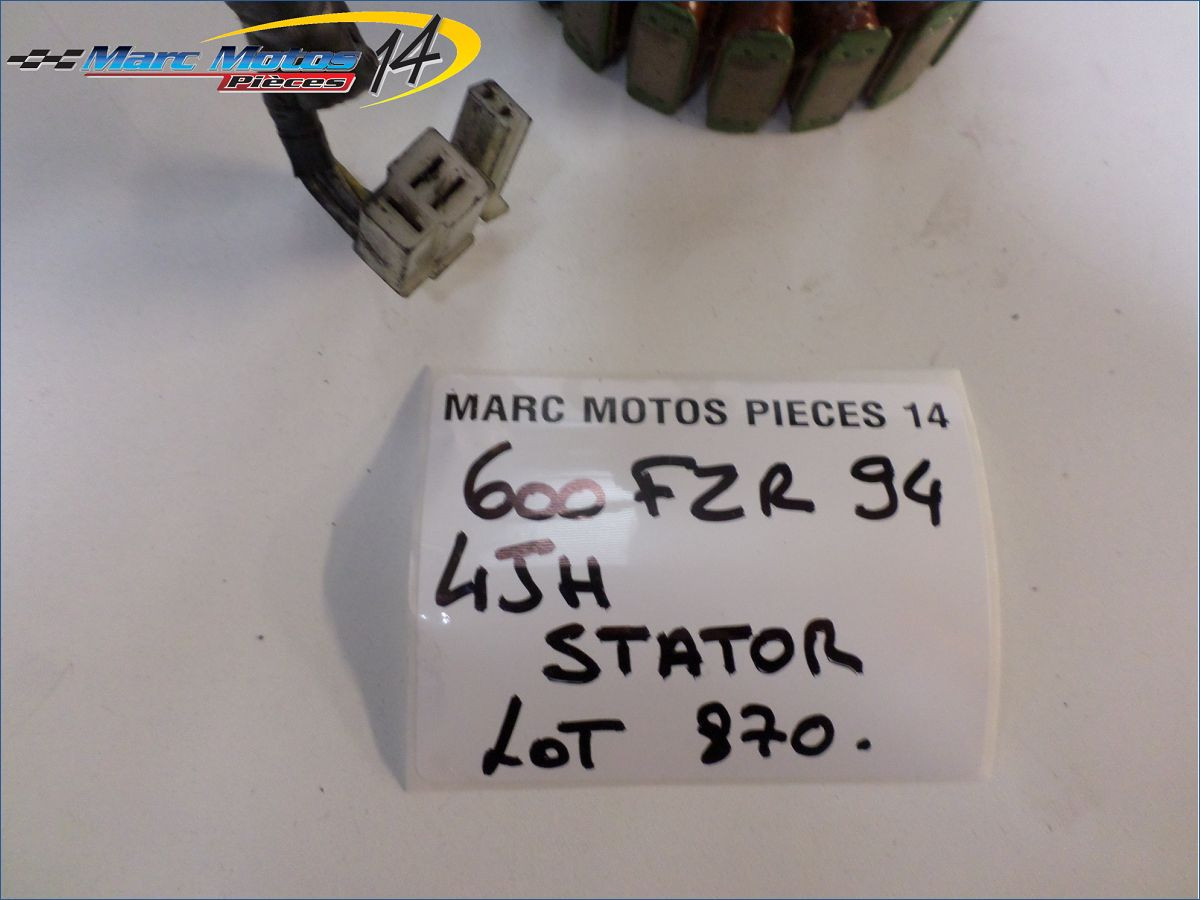 Marc Motos 14
Pièces
MARC MOTOS PIECES 14
600 FZR 94
4JH
STATOR
LOT 870.